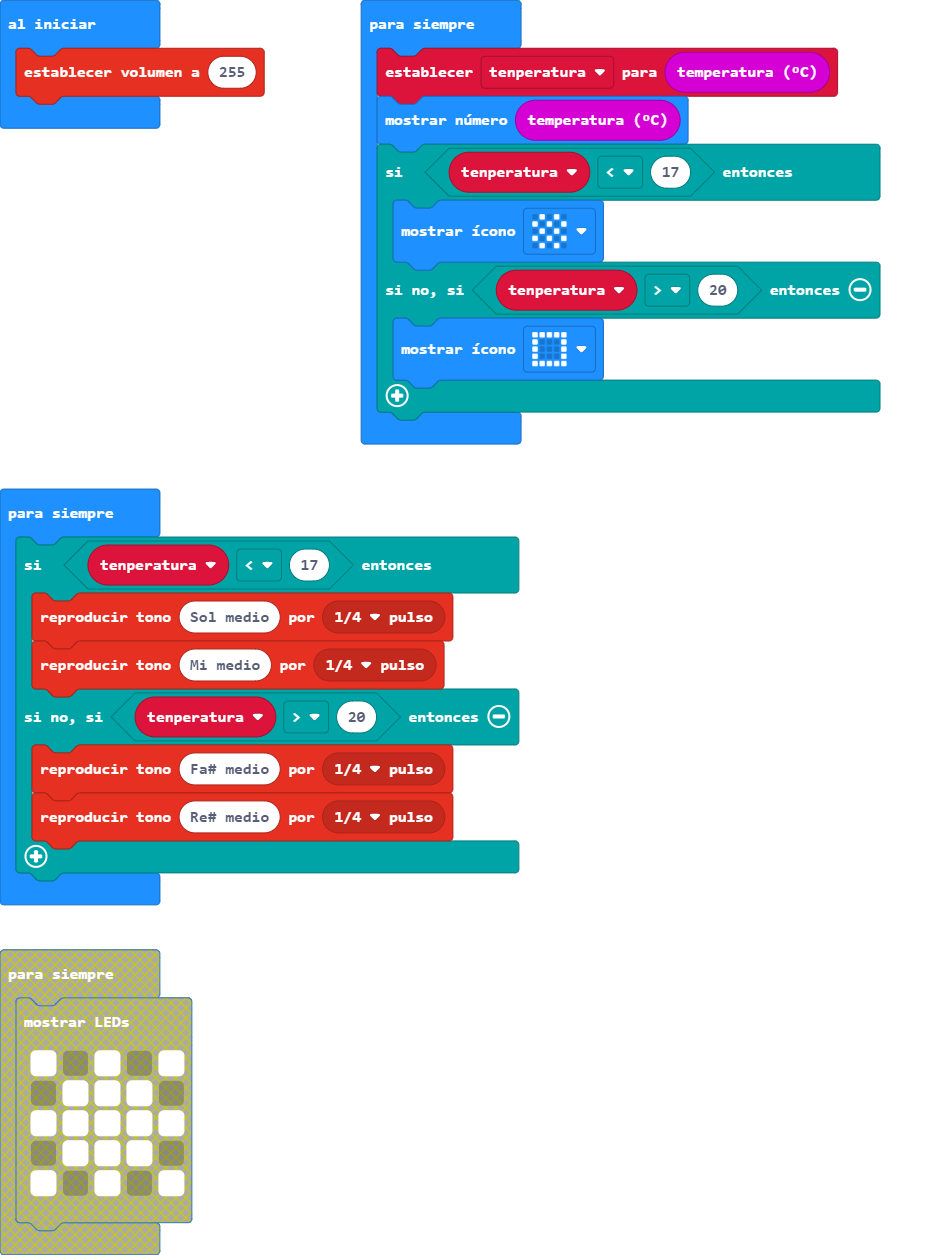 al iniciar
establecer volumen a 255
para siempre
establecer tenperatura para temperatura (ºC)
mostrar número temperatura (ºC)
si tenperatura < 17 entonces
mostrar ícono
si no, si tenperatura > 20 entonces
mostrar ícono
para siempre
si tenperatura < 17 entonces
reproducir tono Sol medio por 1/4 pulso
reproducir tono Mi medio por 1/4 pulso
si no, si tenperatura > 20 entonces
reproducir tono Fa# medio por 1/4 pulso
reproducir tono Re# medio por 1/4 pulso
para siempre
mostrar LEDs